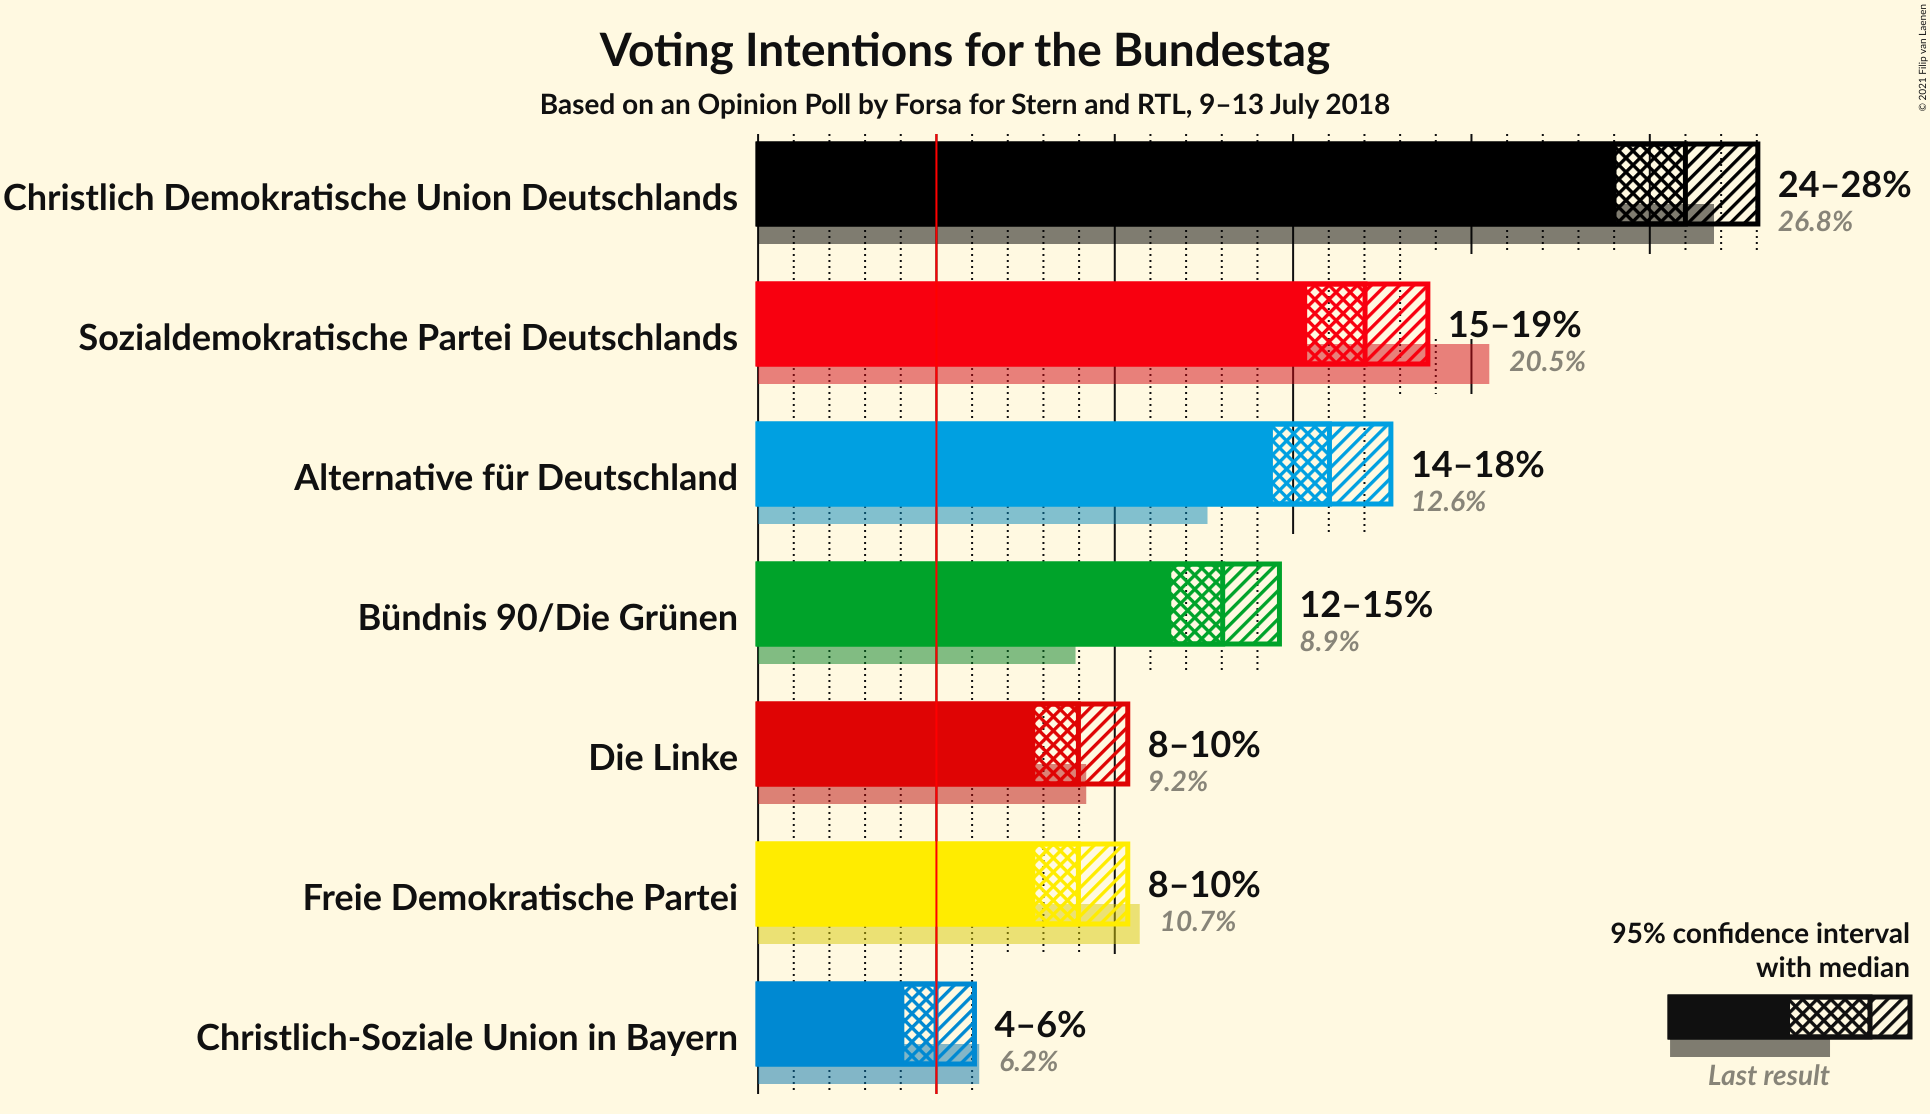 Voting Intentions for the Bundestag
Based on an Opinion Poll by Forsa for Stern and RTL, 9–13 July 2018
Christlich Demokratische Union Deutschlands
24–28%
26.8%
Sozialdemokratische Partei Deutschlands
15–19%
20.5%
Alternative für Deutschland
14–18%
12.6%
Bündnis 90/Die Grünen
12–15%
8.9%
Die Linke
8–10%
9.2%
Freie Demokratische Partei
8–10%
10.7%
Christlich-Soziale Union in Bayern
4–6%
6.2%
95% confidence interval
with median
Last result
© 2021 Filip van Laenen